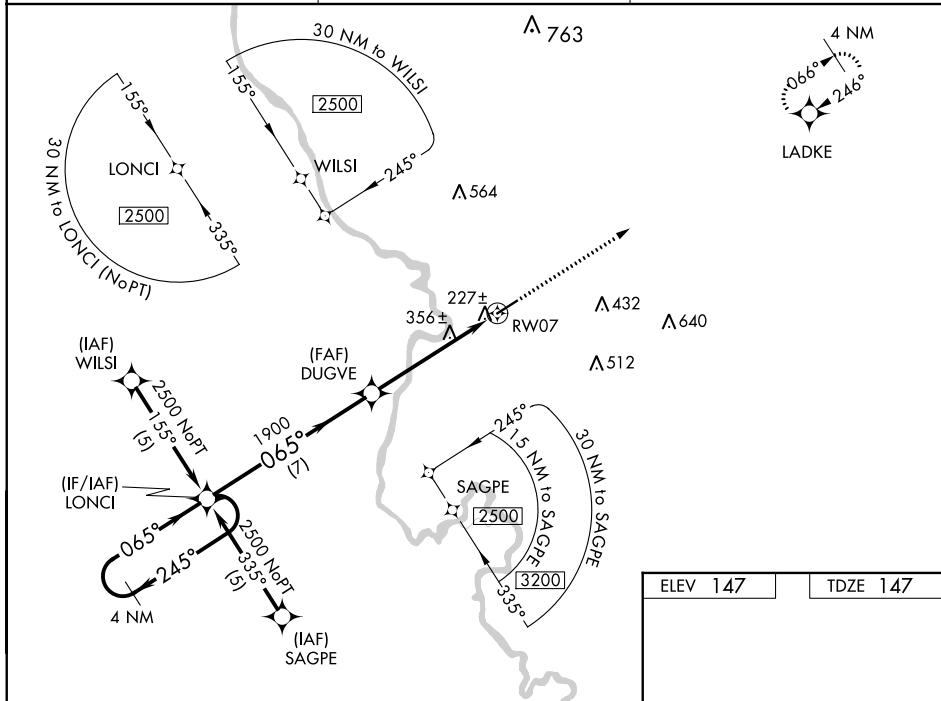 763
4 NM
066°
246°
LADKE
30 NM to WILSI
155°
2500
WILSI
245°
155°
LONCI
2500
335°
30 NM to LONCI (NoPT)
564
227±
356±
RW07
432
640
512
(FAF)
DUGVE
(IAF)
WILSI
2500 NoPT
155°
(5)
1900
065°
(7)
(IF/IAF)
LONCI
065°
245°
4 NM
2500 NoPT
335°
(5)
(IAF)
SAGPE
245°
15 NM to SAGPE
30 NM to SAGPE
SAGPE
2500
3200
335°
ELEV 147
TDZE 147